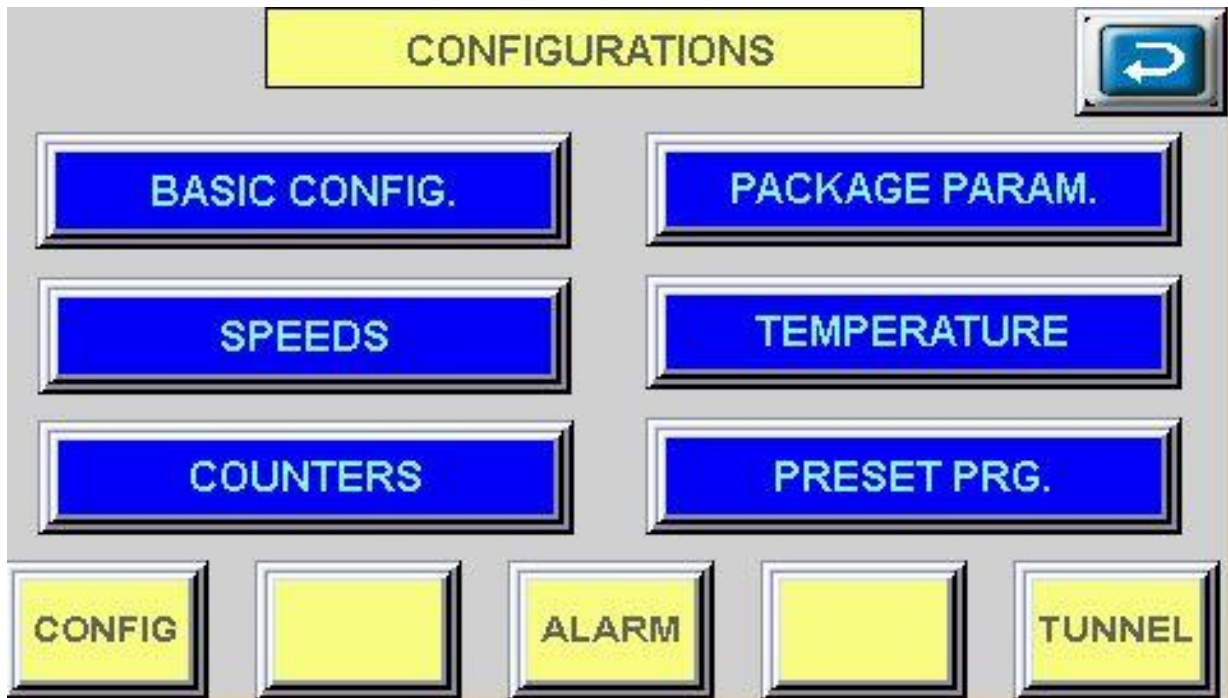 CONFIGURATIONS
BASIC CONFIG.
PACKAGE PARAM.
SPEEDS
TEMPERATURE
COUNTERS
PRESET PRG.
CONFIG
ALARM
TUNNEL